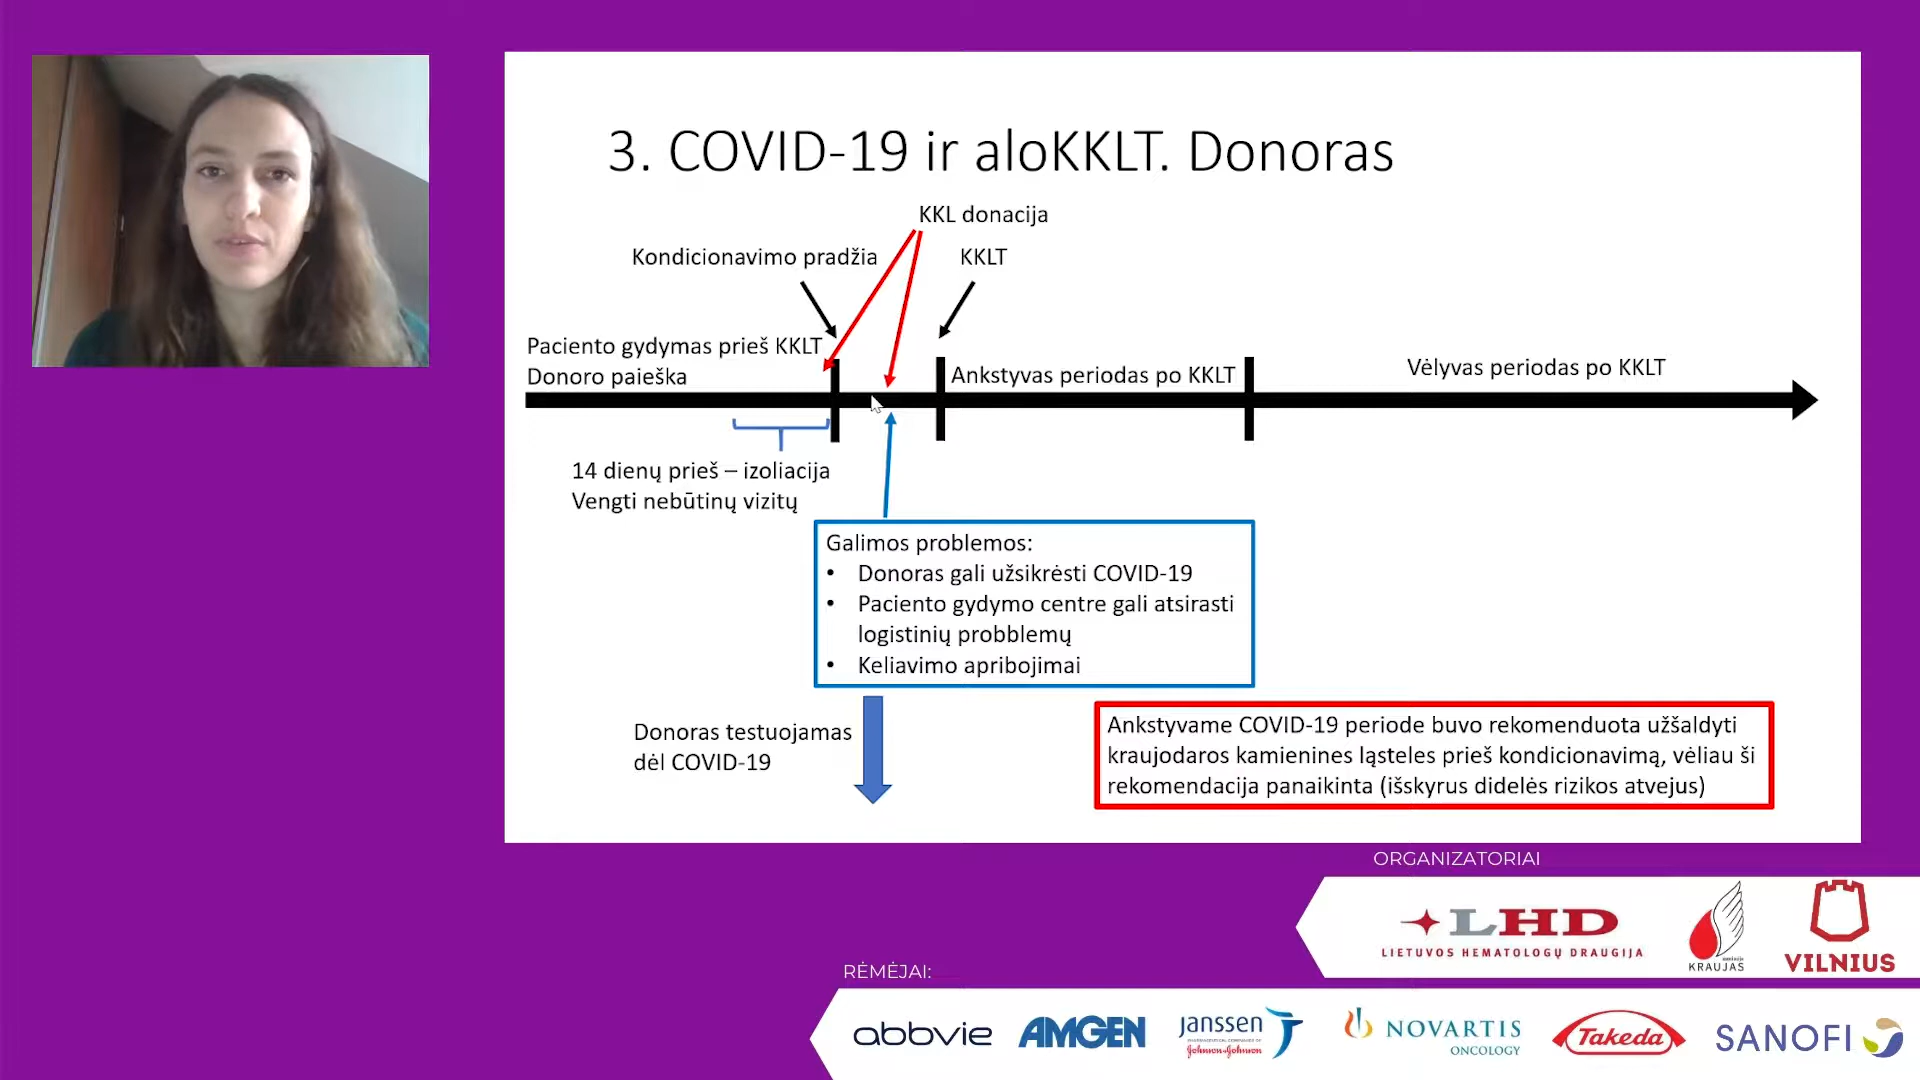 3. COVID-19 ir aloKKLT. Donoras
KKL donacija
Kondicionavimo pradžia
KKLT
Paciento gydymas prieš KKLT
Donoro paieška
Ankstyvas periodas po KKLT
Vėlyvas periodas po KKLT
14 dienų prieš – izoliacija
Vengti nebūtinų vizitų
Galimos problemos:
• Donoras gali užsikrėsti COVID-19
• Paciento gydymo centre gali atsirasti
logistinių probblemų
• Keliavimo apribojimai
Donoras testuojamas
dėl COVID-19
Ankstyvame COVID-19 periode buvo rekomenduota užšaldyti
kraujodaros kamienines ląsteles prieš kondicionavimą, vėliau ši
rekomendacija panaikinta (išskyrus didelės rizikos atvejus)
ORGANIZATORIAI
LHD
LIETUVOS HEMATOLOGŲ DRAUGIJA
KRAUJAS
VILNIUS
RĖMĖJAI:
abbvie
AMGEN
janssen
Johnson & Johnson
NOVARTIS
ONCOLOGY
Takeda
SANOFI